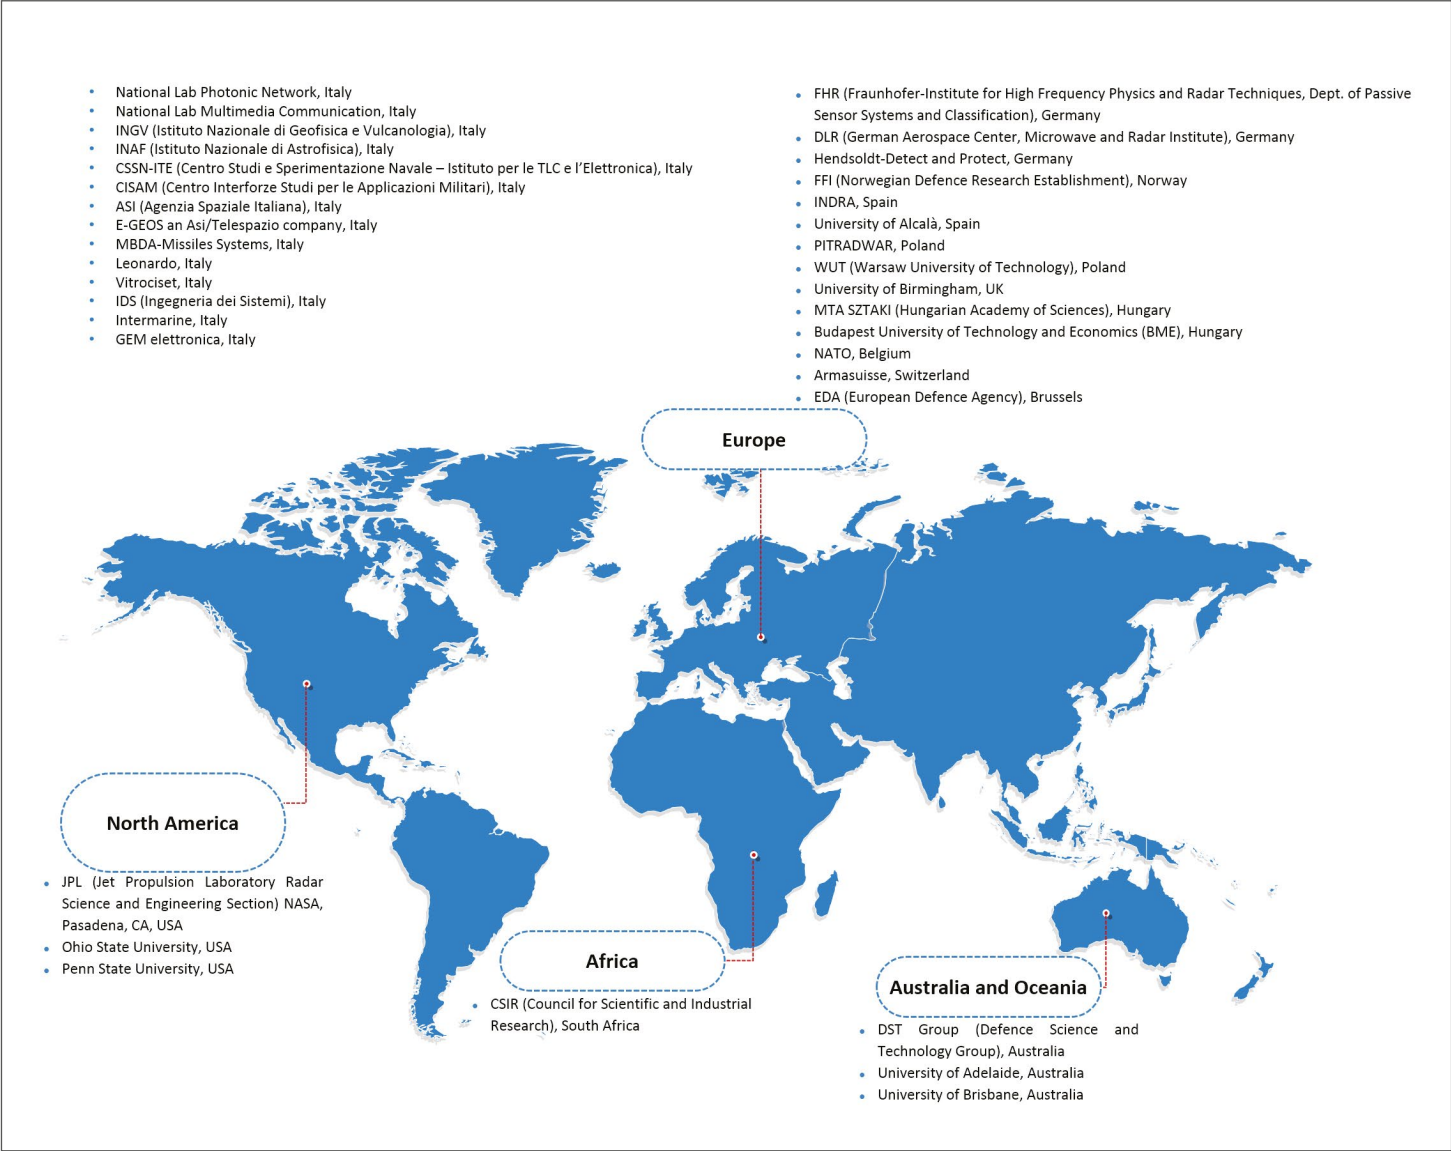 National Lab Photonic Network, Italy
National Lab Multimedia Communication, Italy
INGV (Istituto Nazionale di Geofisica e Vulcanologia), Italy
INAF (Istituto Nazionale di Astrofisica), Italy
CSSN-ITE (Centro Studi e Sperimentazione Navale – Istituto per le TLC e l’Elettronica), Italy
CISAM (Centro Interforze Studi per le Applicazioni Militari), Italy
ASI (Agenzia Spaziale Italiana), Italy
E-GEOS an Asi/Telespazio company, Italy
MBDA-Missiles Systems, Italy
Leonardo, Italy
Vitrociset, Italy
IDS (Ingegneria dei Sistemi), Italy
Intermarine, Italy
GEM elettronica, Italy
FHR (Fraunhofer-Institute for High Frequency Physics and Radar Techniques, Dept. of Passive
Sensor Systems and Classification), Germany
DLR (German Aerospace Center, Microwave and Radar Institute), Germany
Hendsoldt-Detect and Protect, Germany
FFI (Norwegian Defence Research Establishment), Norway
INDRA, Spain
University of Alcalà, Spain
PITRADWAR, Poland
WUT (Warsaw University of Technology), Poland
University of Birmingham, UK
MTA SZTAKI (Hungarian Academy of Sciences), Hungary
Budapest University of Technology and Economics (BME), Hungary
NATO, Belgium
Armasuisse, Switzerland
EDA (European Defence Agency), Brussels
Europe
North America
JPL (Jet Propulsion Laboratory Radar
Science and Engineering Section) NASA,
Pasadena, CA, USA
Ohio State University, USA
Penn State University, USA
Africa
CSIR (Council for Scientific and Industrial
Research), South Africa
Australia and Oceania
DST Group (Defence Science and
Technology Group), Australia
University of Adelaide, Australia
University of Brisbane, Australia